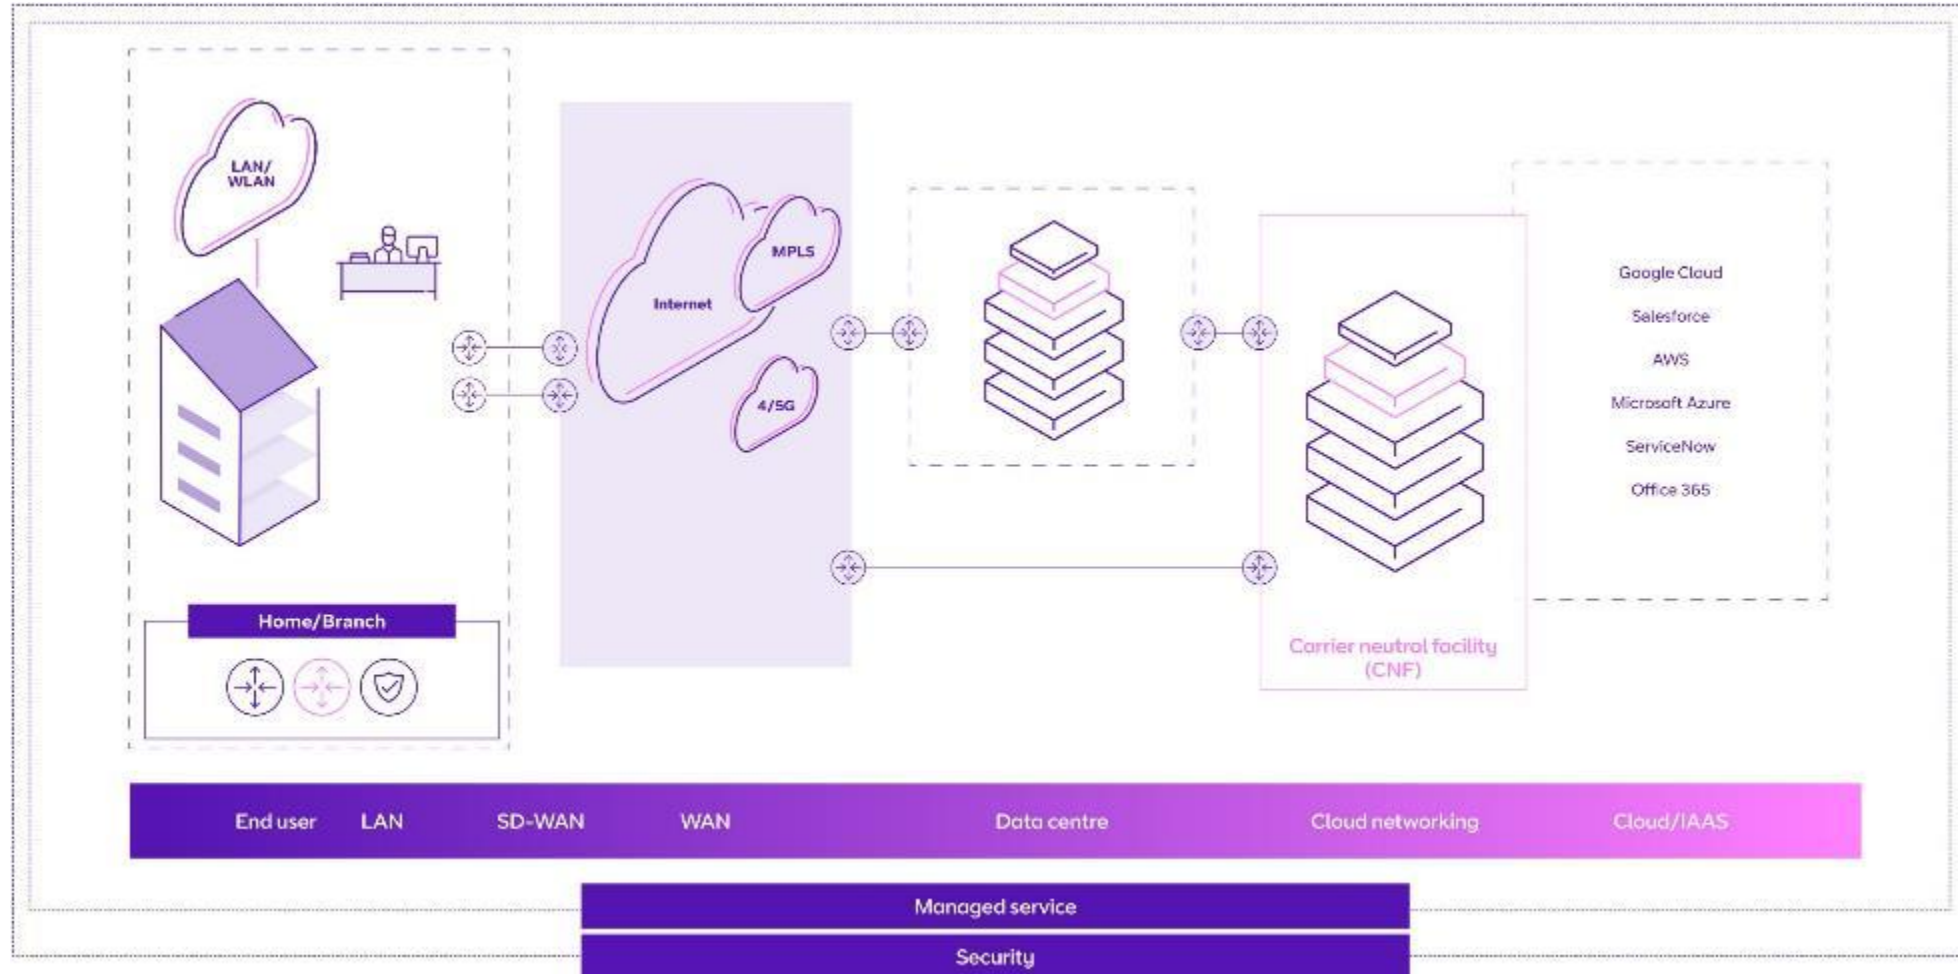 LAN/
WLAN
Internet
MPLS
4/5G
Google Cloud
Salesforce
AWS
Microsoft Azure
ServiceNow
Office 365
Home/Branch
Carrier neutral facility
(CNF)
End user
LAN
SD-WAN
WAN
Data centre
Cloud networking
Cloud/IAAS
Managed service
Security